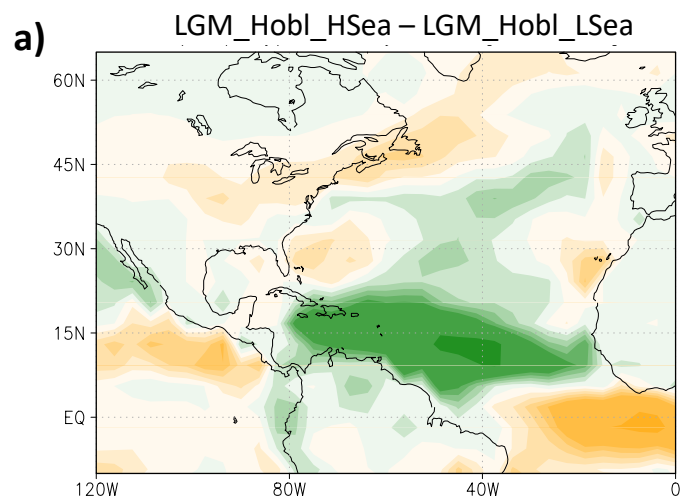 LGM_Hobl_HSea – LGM_Hobl_LSea
a)
60N
45N
30N
15N
EQ
120W 80W 40W 0